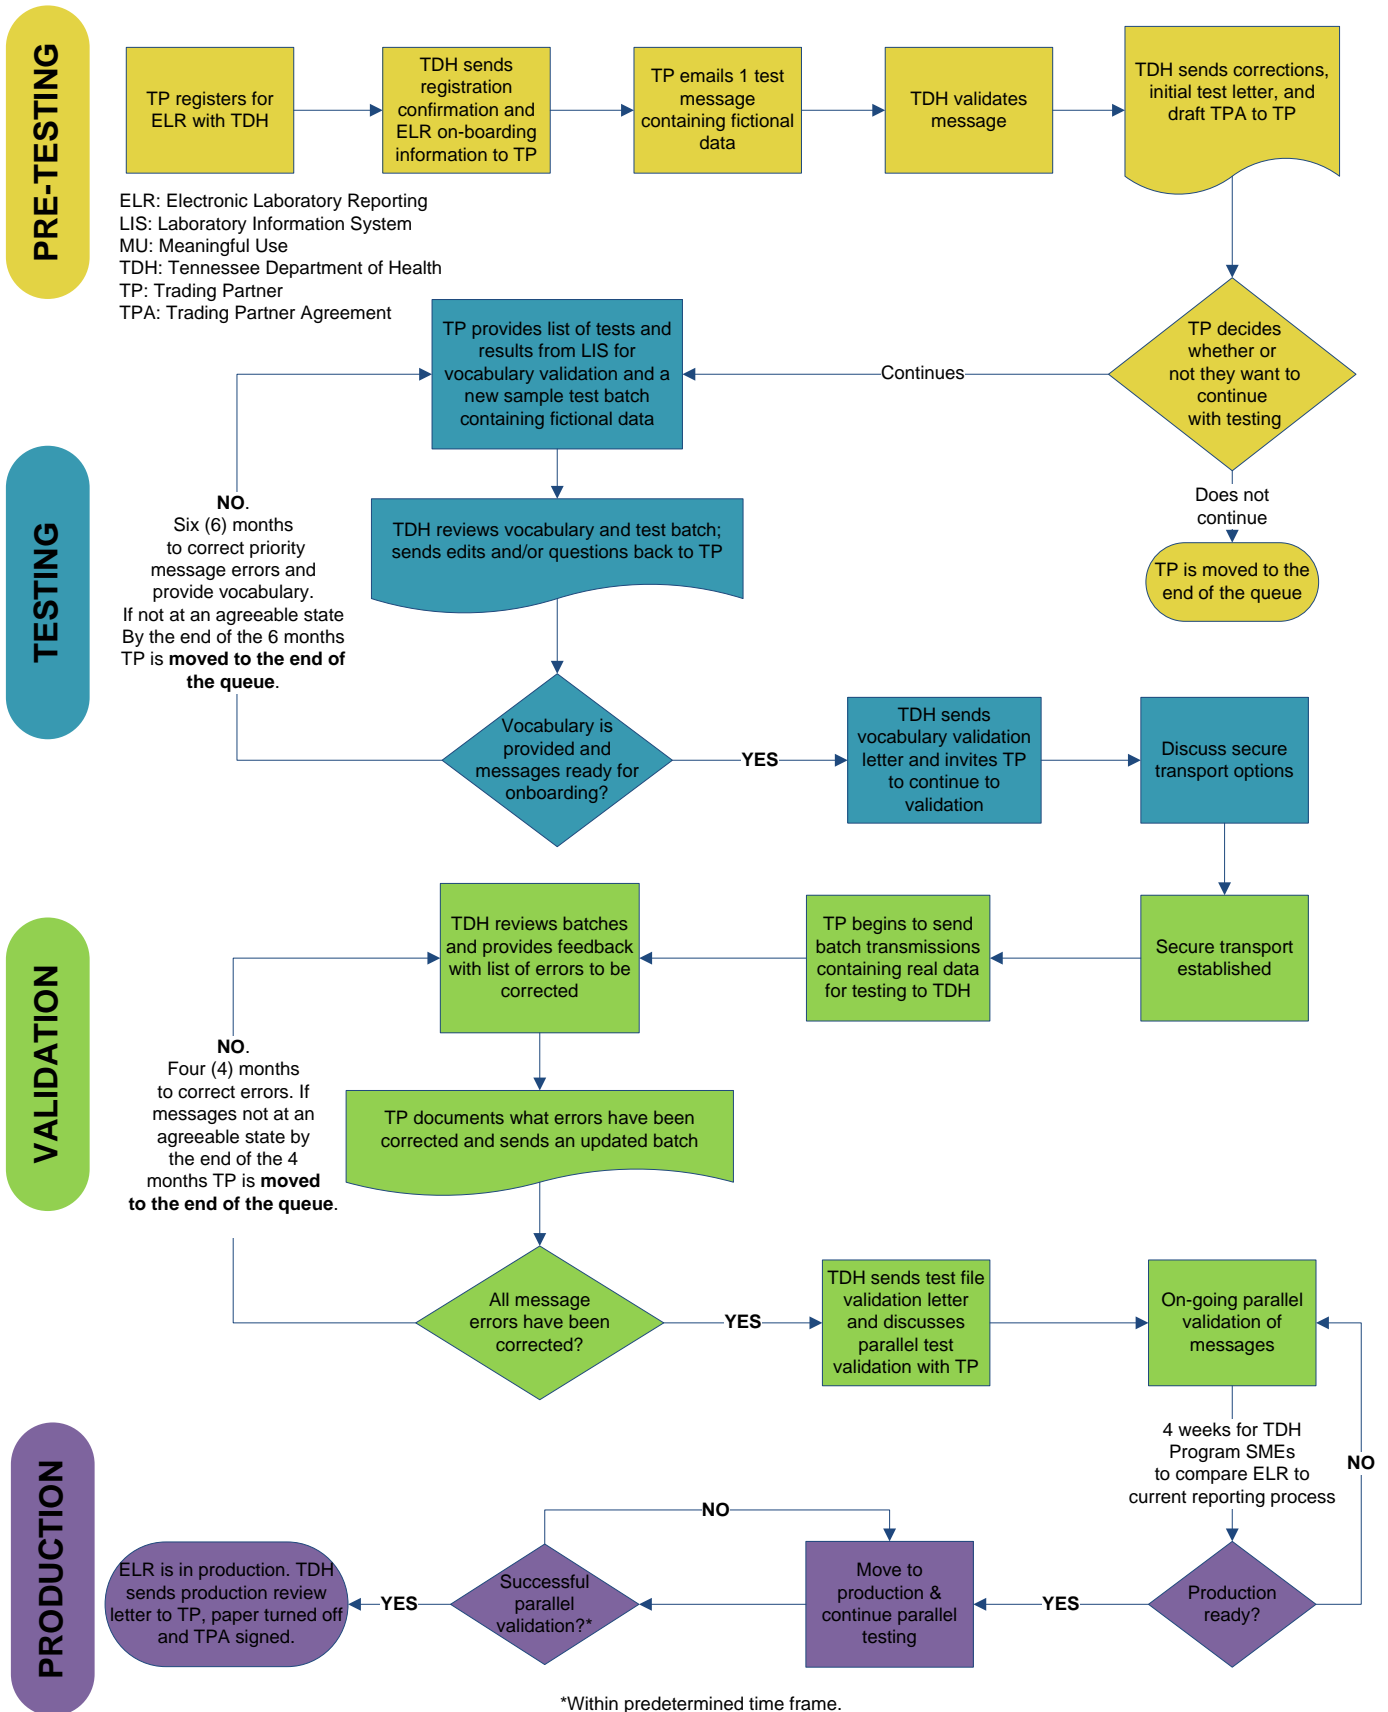 PRE-TESTING
TP registers for
ELR with TDH
TDH sends
registration
confirmation and
ELR on-boarding
information to TP
TP emails 1 test
message
containing fictional
data
TDH validates
message
TDH sends corrections,
initial test letter, and
draft TPA to TP
ELR: Electronic Laboratory Reporting
LIS: Laboratory Information System
MU: Meaningful Use
TDH: Tennessee Department of Health
TP: Trading Partner
TPA: Trading Partner Agreement
TP decides
whether or
not they want to
continue
with testing
Continues
Does not
continue
TP is moved to the
end of the queue
TESTING
TP provides list of tests and
results from LIS for
vocabulary validation and a
new sample test batch
containing fictional data
TDH reviews vocabulary and test batch;
sends edits and/or questions back to TP
NO.
Six (6) months
to correct priority
message errors and
provide vocabulary.
If not at an agreeable state
By the end of the 6 months
TP is moved to the end of
the queue.
Vocabulary is
provided and
messages ready for
onboarding?
YES
TDH sends
vocabulary validation
letter and invites TP
to continue to
validation
Discuss secure
transport options
VALIDATION
Secure transport
established
TP begins to send
batch transmissions
containing real data
for testing to TDH
TDH reviews batches
and provides feedback
with list of errors to be
corrected
TP documents what errors have been
corrected and sends an updated batch
NO.
Four (4) months
to correct errors. If
messages not at an
agreeable state by
the end of the 4
months TP is moved
to the end of the queue.
All message
errors have been
corrected?
YES
TDH sends test file
validation letter
and discusses
parallel test
validation with TP
On-going parallel
validation of
messages
4 weeks for TDH
Program SMEs
to compare ELR to
current reporting process
NO
PRODUCTION
Production
ready?
YES
Move to
production &
continue parallel
testing
NO
Successful
parallel
validation?*
YES
ELR is in production. TDH
sends production review
letter to TP, paper turned off
and TPA signed.
*Within predetermined time frame.